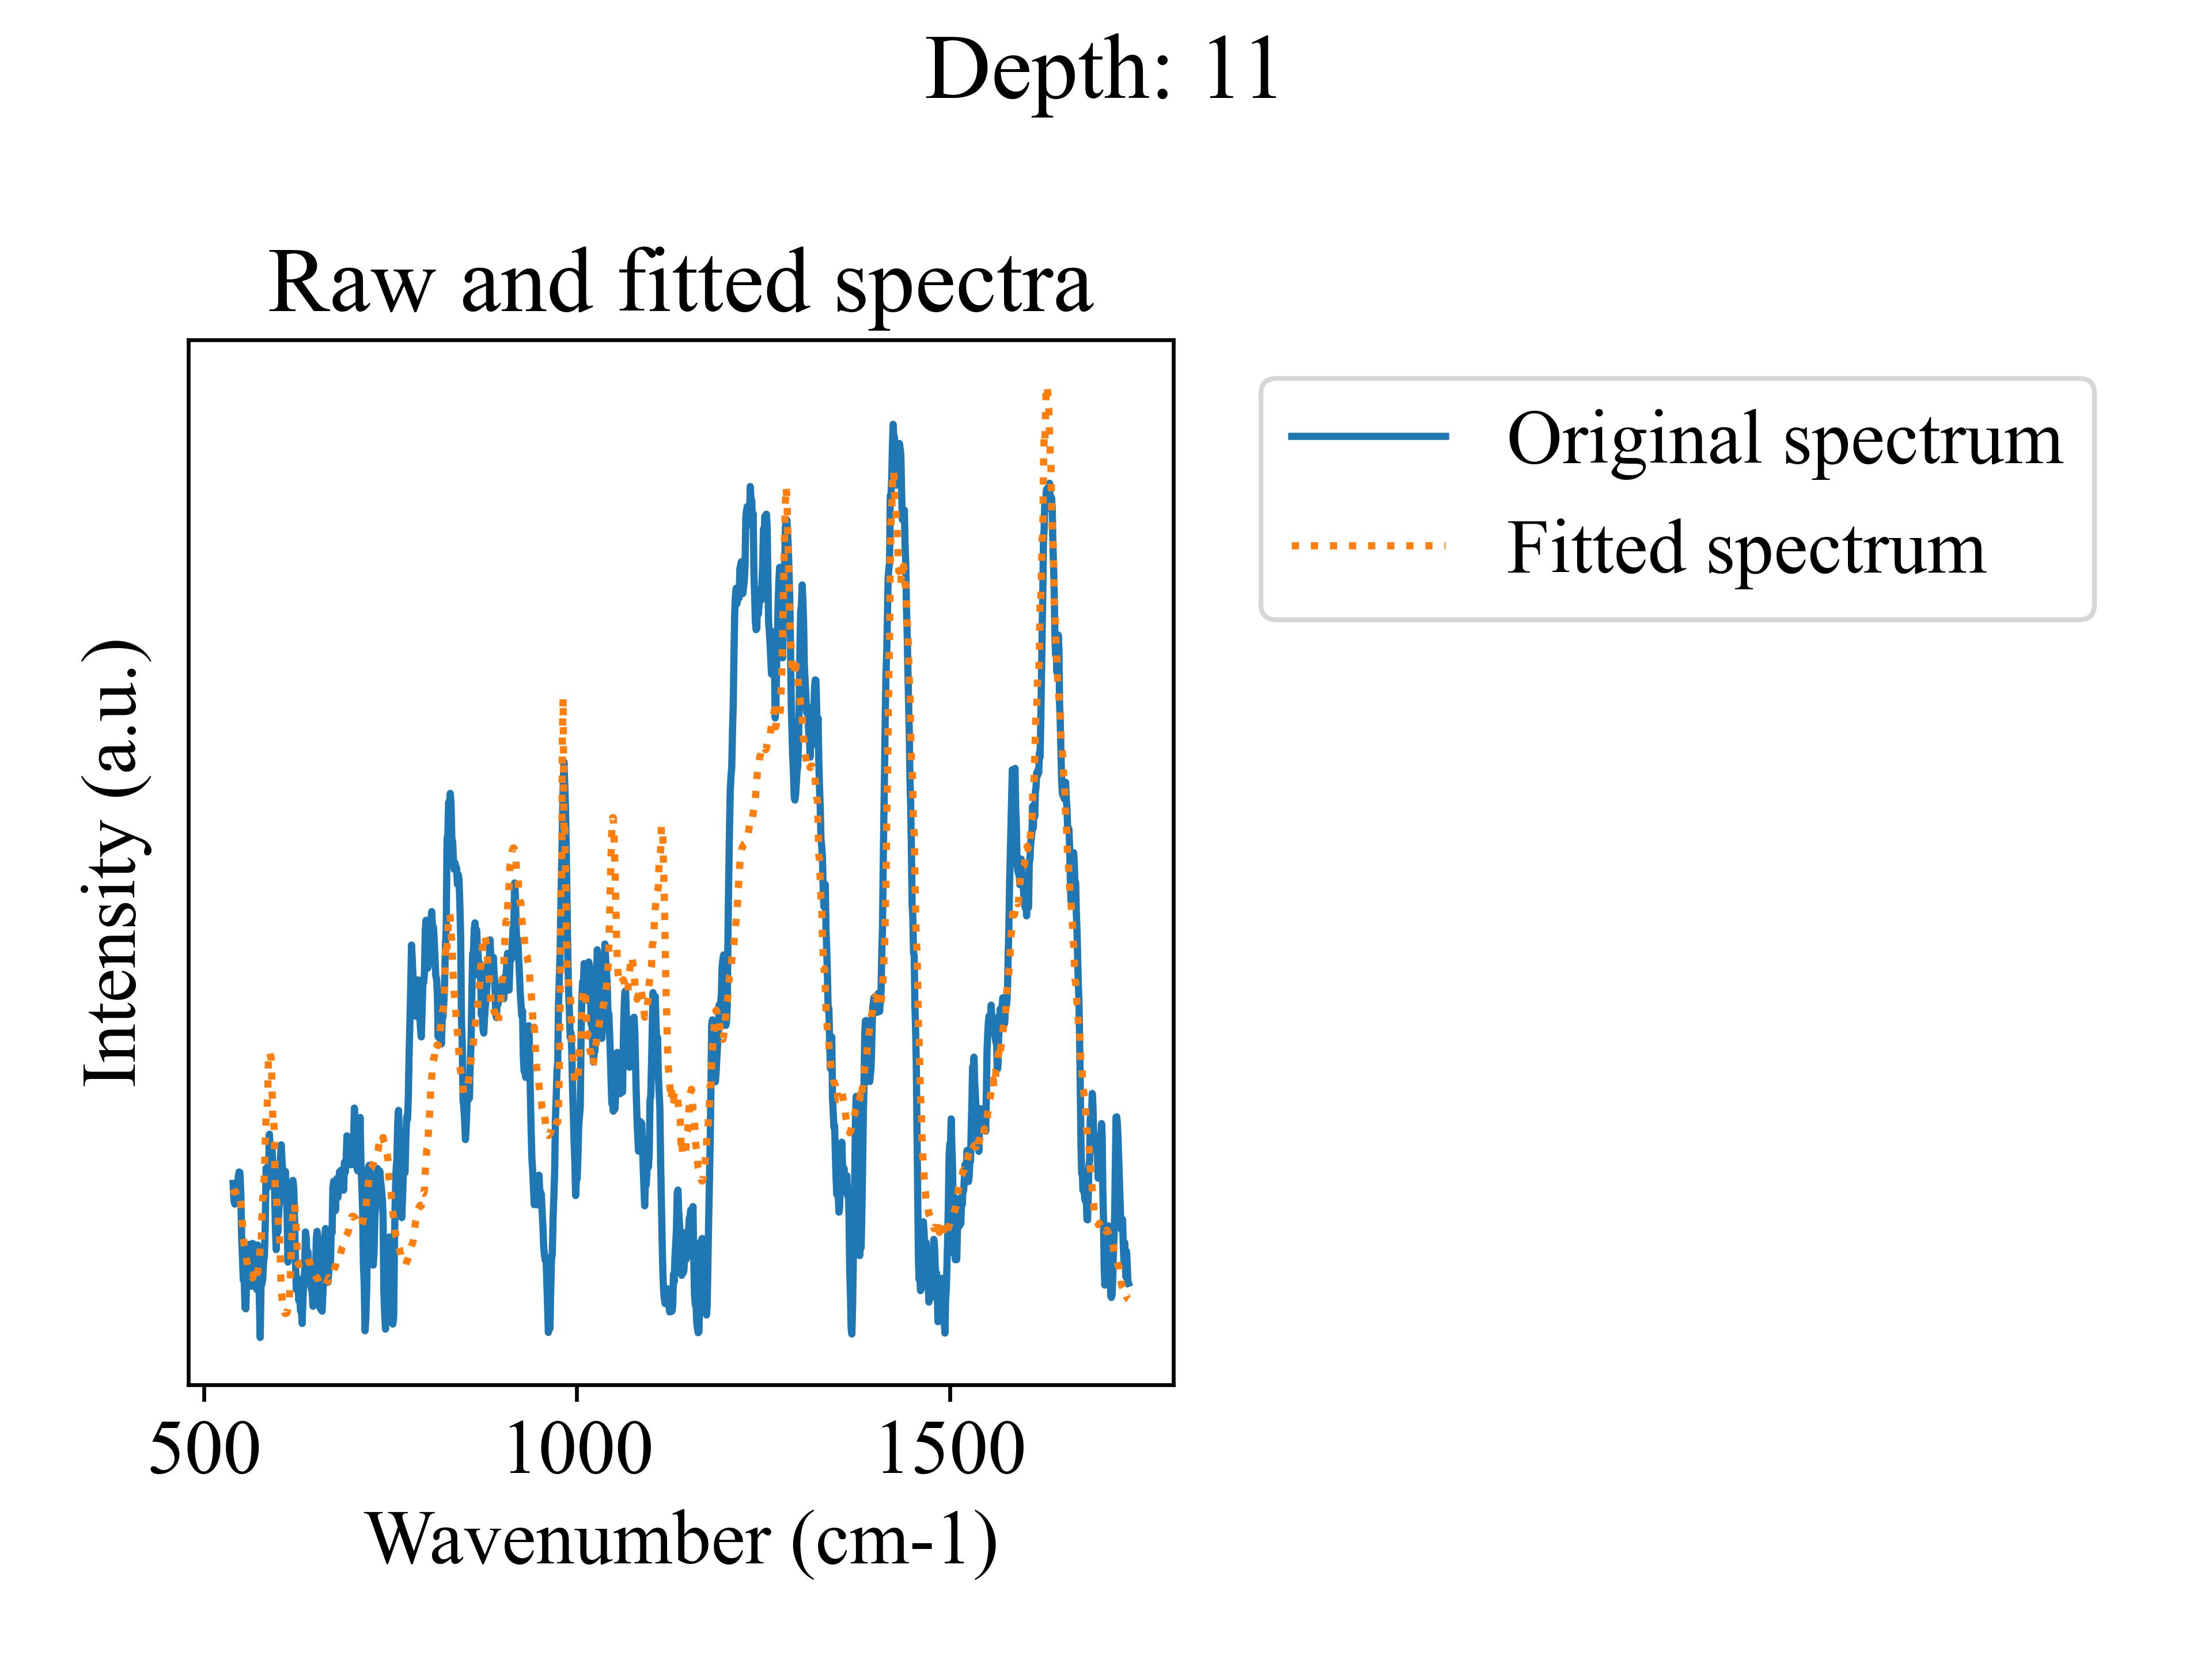 Depth: 11
Raw and fitted spectra
Original spectrum
Fitted spectrum
Intensity (a.u.)
500 1000 1500
Wavenumber (cm-1)